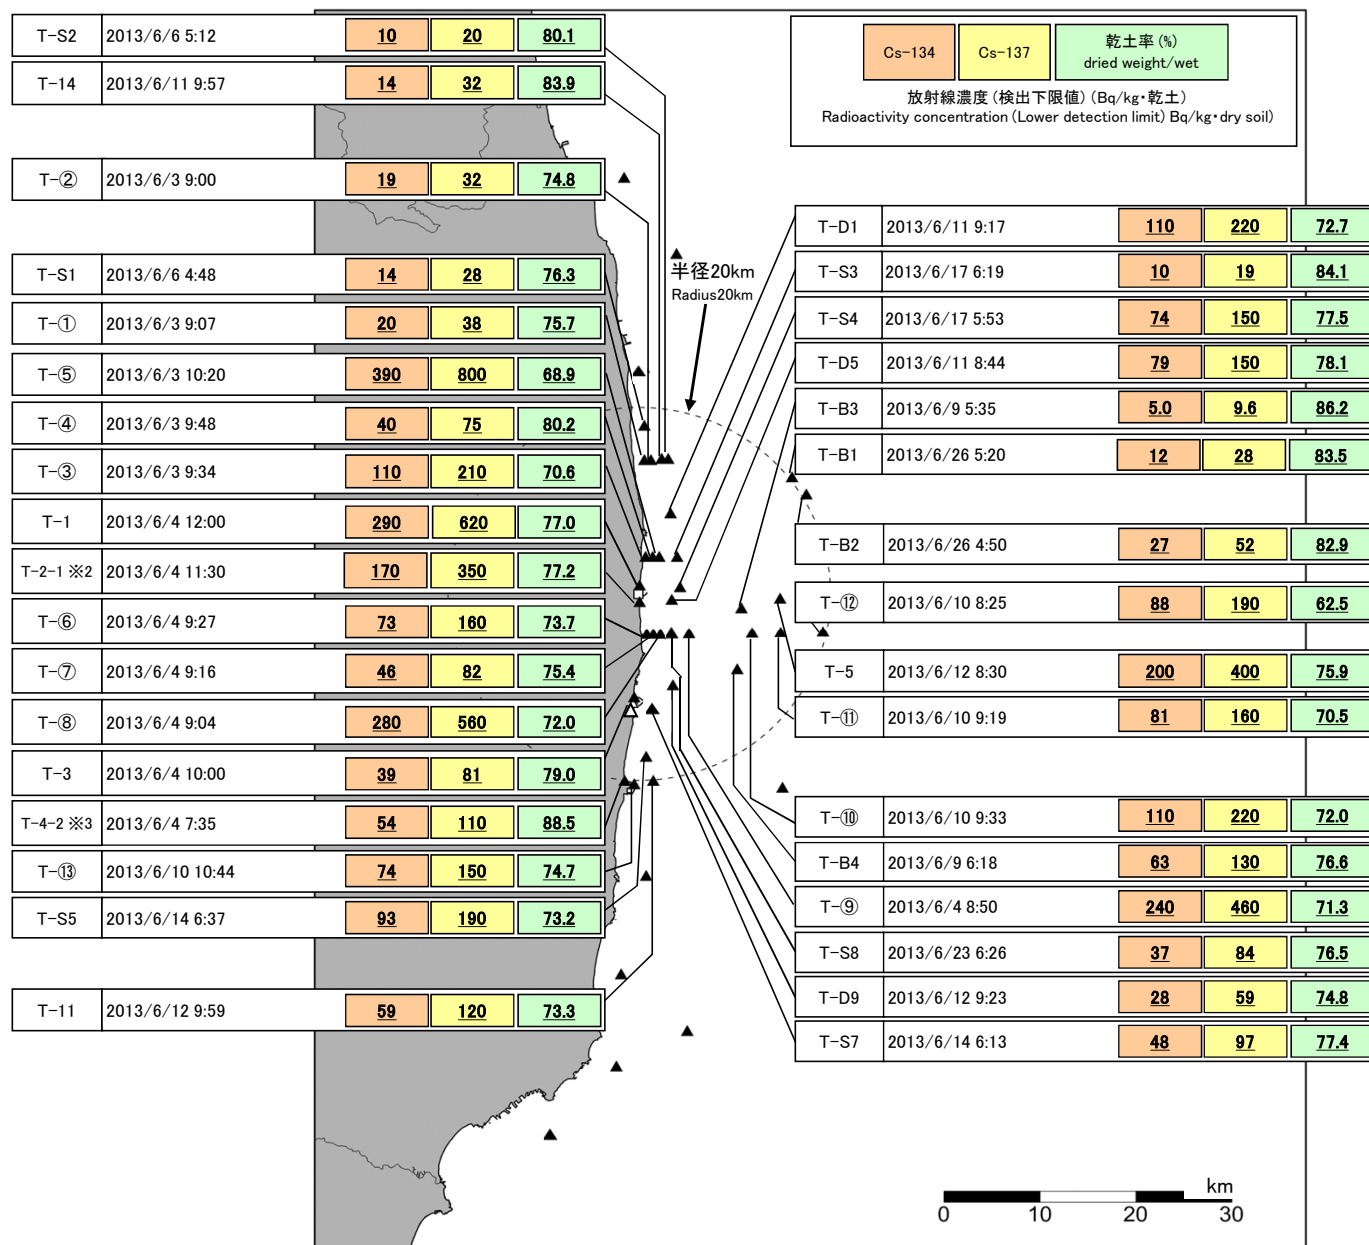 T-S2 2013/6/6 5:12 10 20 80.1
T-14 2013/6/11 9:57 14 32 83.9
T-② 2013/6/3 9:00 19 32 74.8
T-S1 2013/6/6 4:48 14 28 76.3
T-① 2013/6/3 9:07 20 38 75.7
T-⑤ 2013/6/3 10:20 390 800 68.9
T-④ 2013/6/3 9:48 40 75 80.2
T-③ 2013/6/3 9:34 110 210 70.6
T-1 2013/6/4 12:00 290 620 77.0
T-2-1 ※2 2013/6/4 11:30 170 350 77.2
T-⑥ 2013/6/4 9:27 73 160 73.7
T-⑦ 2013/6/4 9:16 46 82 75.4
T-⑧ 2013/6/4 9:04 280 560 72.0
T-3 2013/6/4 10:00 39 81 79.0
T-4-2 ※3 2013/6/4 7:35 54 110 88.5
T-⑬ 2013/6/10 10:44 74 150 74.7
T-S5 2013/6/14 6:37 93 190 73.2
T-11 2013/6/12 9:59 59 120 73.3
Cs-134 Cs-137 乾土率(%)
dried weight/wet
放射線濃度(検出下限値)(Bq/kg・乾土)
Radioactivity concentration(Lower detection limit) Bq/kg・dry soil)
半径20km
Radius20km
T-D1 2013/6/11 9:17 110 220 72.7
T-S3 2013/6/17 6:19 10 19 84.1
T-S4 2013/6/17 5:53 74 150 77.5
T-D5 2013/6/11 8:44 79 150 78.1
T-B3 2013/6/9 5:35 5.0 9.6 86.2
T-B1 2013/6/26 5:20 12 28 83.5
T-B2 2013/6/26 4:50 27 52 82.9
T-⑫ 2013/6/10 8:25 88 190 62.5
T-5 2013/6/12 8:30 200 400 75.9
T-⑪ 2013/6/10 9:19 81 160 70.5
T-⑩ 2013/6/10 9:33 110 220 72.0
T-B4 2013/6/9 6:18 63 130 76.6
T-⑨ 2013/6/4 8:50 240 460 71.3
T-S8 2013/6/23 6:26 37 84 76.5
T-D9 2013/6/12 9:23 28 59 74.8
T-S7 2013/6/14 6:13 48 97 77.4
km
0 10 20 30